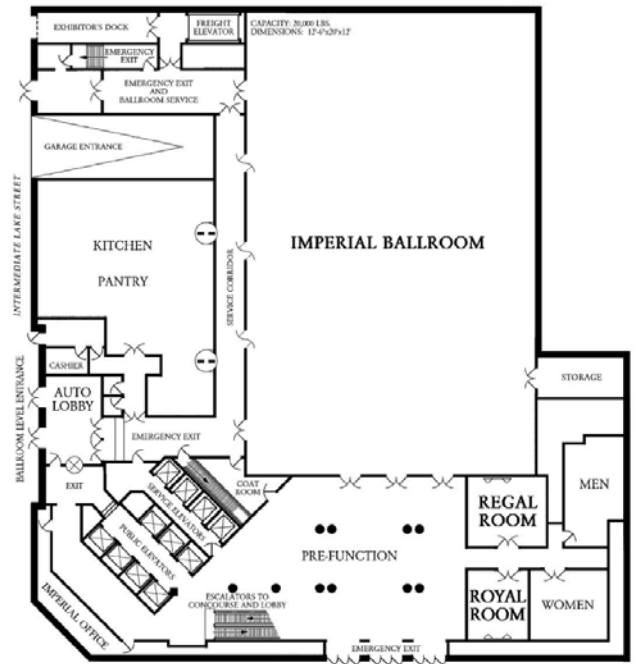 EXHIBITOR'S DOCK
FREIGHT
ELEVATOR
CAPACITY: 20,000 LBS.
DIMENSIONS: 12'-6"x20'x12'
EMERGENCY
EXIT
EMERGENCY EXIT
AND
BALLROOM SERVICE
GARAGE ENTRANCE
INTERMEDIATE LAKE STREET
KITCHEN
PANTRY
SERVICE CORRIDOR
IMPERIAL BALLROOM
CASHIER
STORAGE
BALLROOM LEVEL ENTRANCE
AUTO
LOBBY
EMERGENCY EXIT
EXIT
SERVICE ELEVATORS
COAT
ROOM
MEN
REGAL
ROOM
PUBLIC ELEVATORS
PRE-FUNCTION
IMPERIAL OFFICE
ESCALATORS TO
CONCOURSE AND LOBBY
ROYAL
ROOM
WOMEN
EMERGENCY EXIT